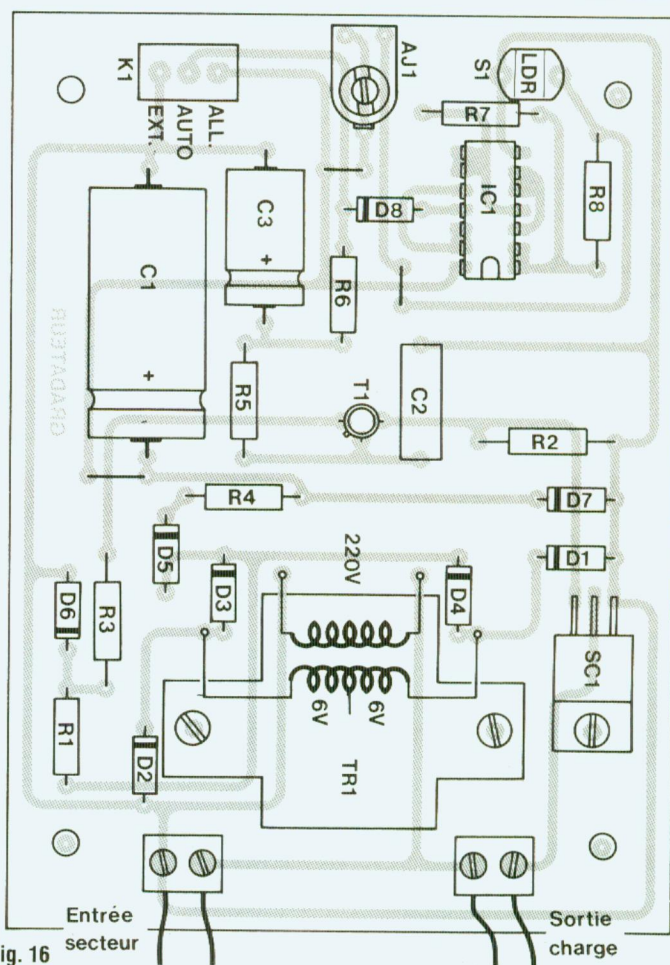 K1
EXT.
AUTO
ALL.
AJ1
S1
LDR
R7
IC1
R8
C1
+
C3
+
D8
R6
GRADATEUR
R5
T1
C2
R2
R4
D7
D5
D3
220V
D4
D1
D6
R3
SC1
6V
6V
R1
D2
TR1
Entrée
secteur
Sortie
charge
ig. 16